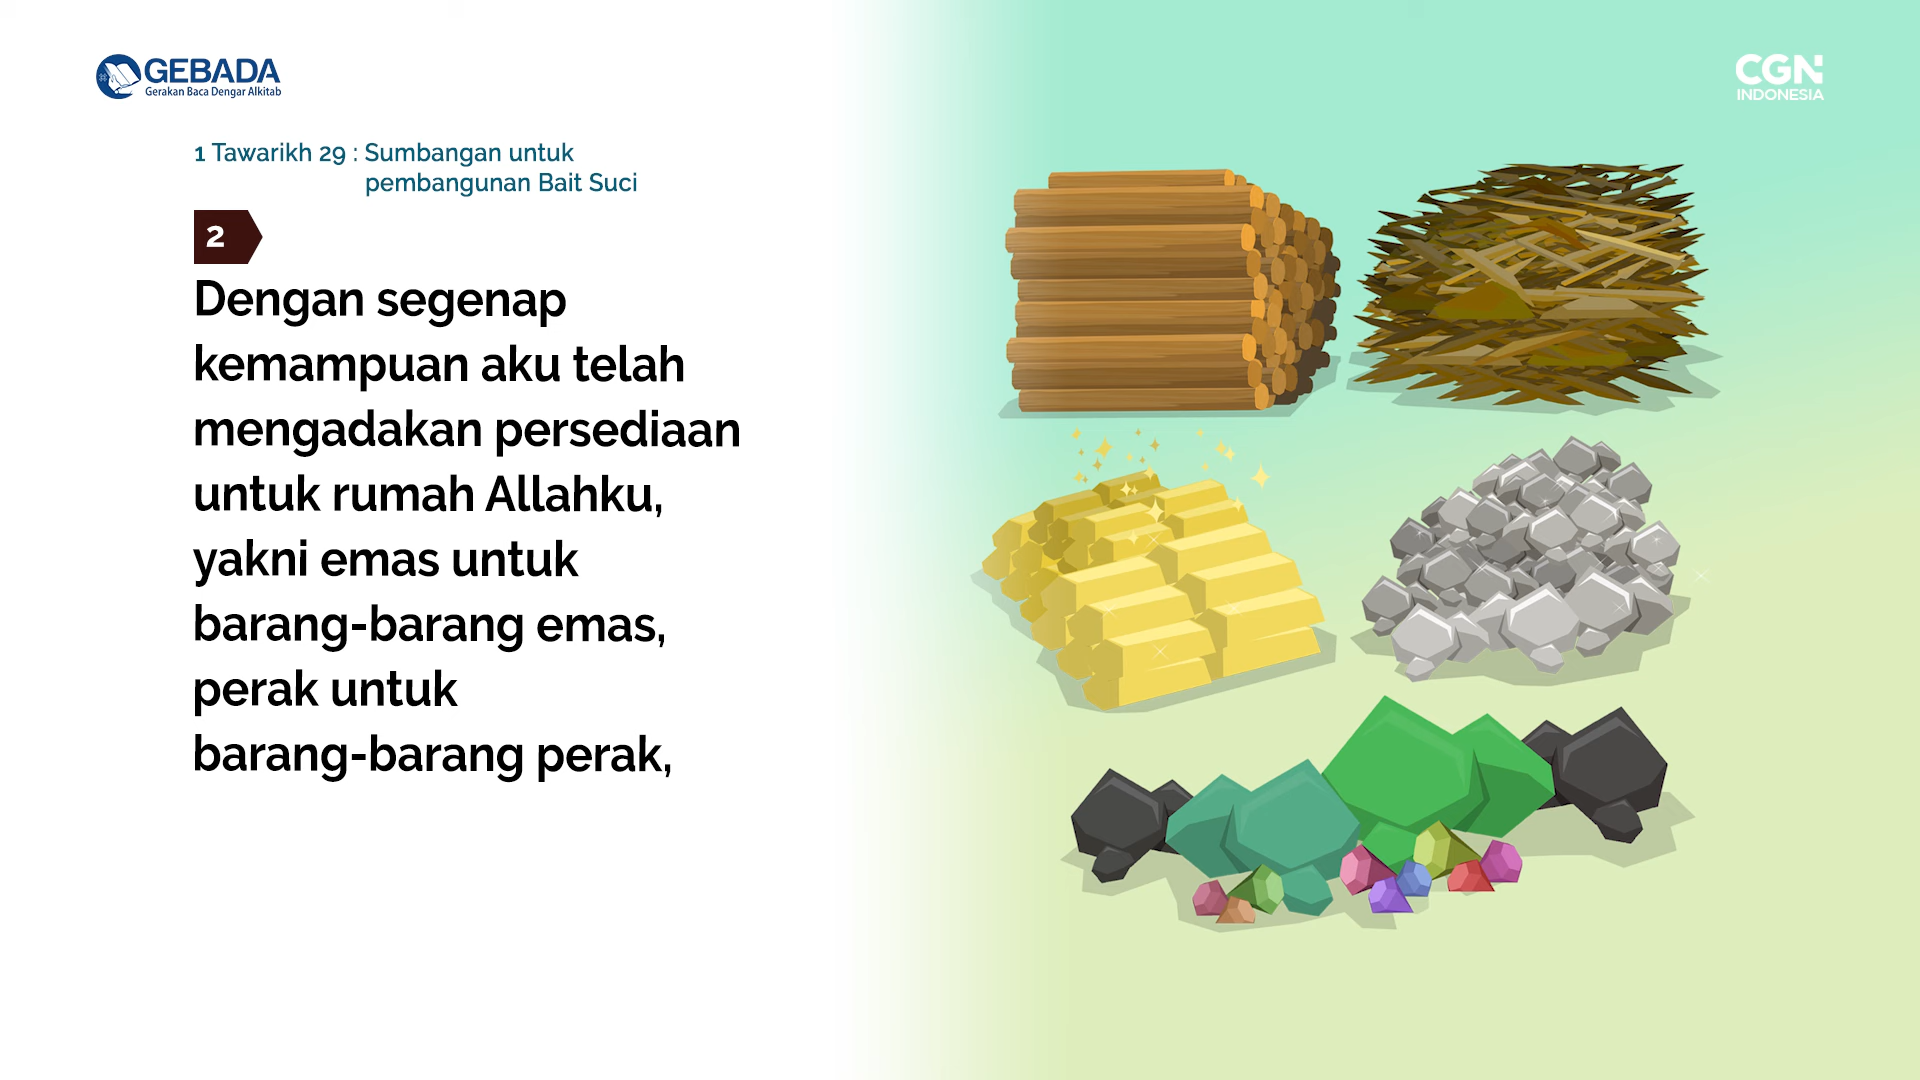 GEBADA
Gerakan Baca Dengar Alkitab
CGN
INDONESIA
1 Tawarikh 29 : Sumbangan untuk
pembangunan Bait Suci
2
Dengan segenap
kemampuan aku telah
mengadakan persediaan
untuk rumah Allahku,
yakni emas untuk
barang-barang emas,
perak untuk
barang-barang perak,